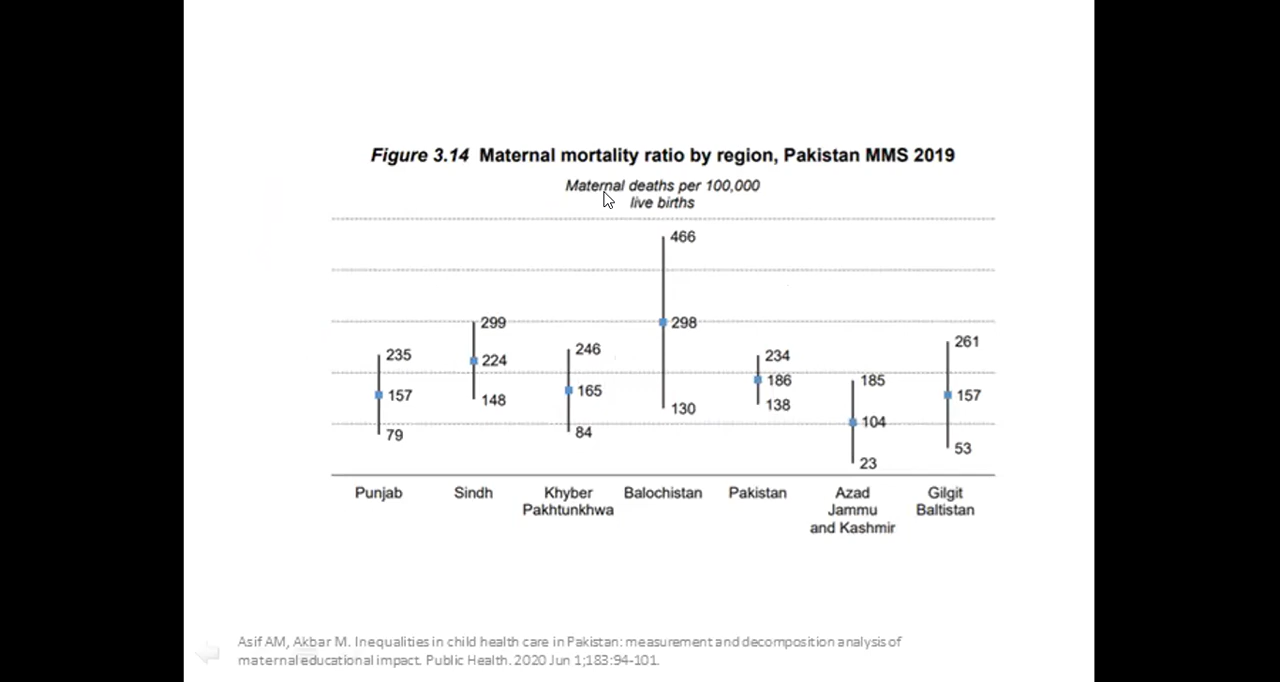 Figure 3.14 Maternal mortality ratio by region, Pakistan MMS 2019
Maternal deaths per 100,000
live births
466
299
298
261
246
235
234
224
185
186
157
165
157
148
138
130
104
79
84
53
23
Punjab
Sindh
Khyber
Pakhtunkhwa
Balochistan
Pakistan
Azad
Jammu
and Kashmir
Gilgit
Baltistan
Asif AM, Akbar M. Inequalities in child health care in Pakistan: measurement and decomposition analysis of
maternal educational impact. Public Health. 2020 Jun 1;183:94-101.